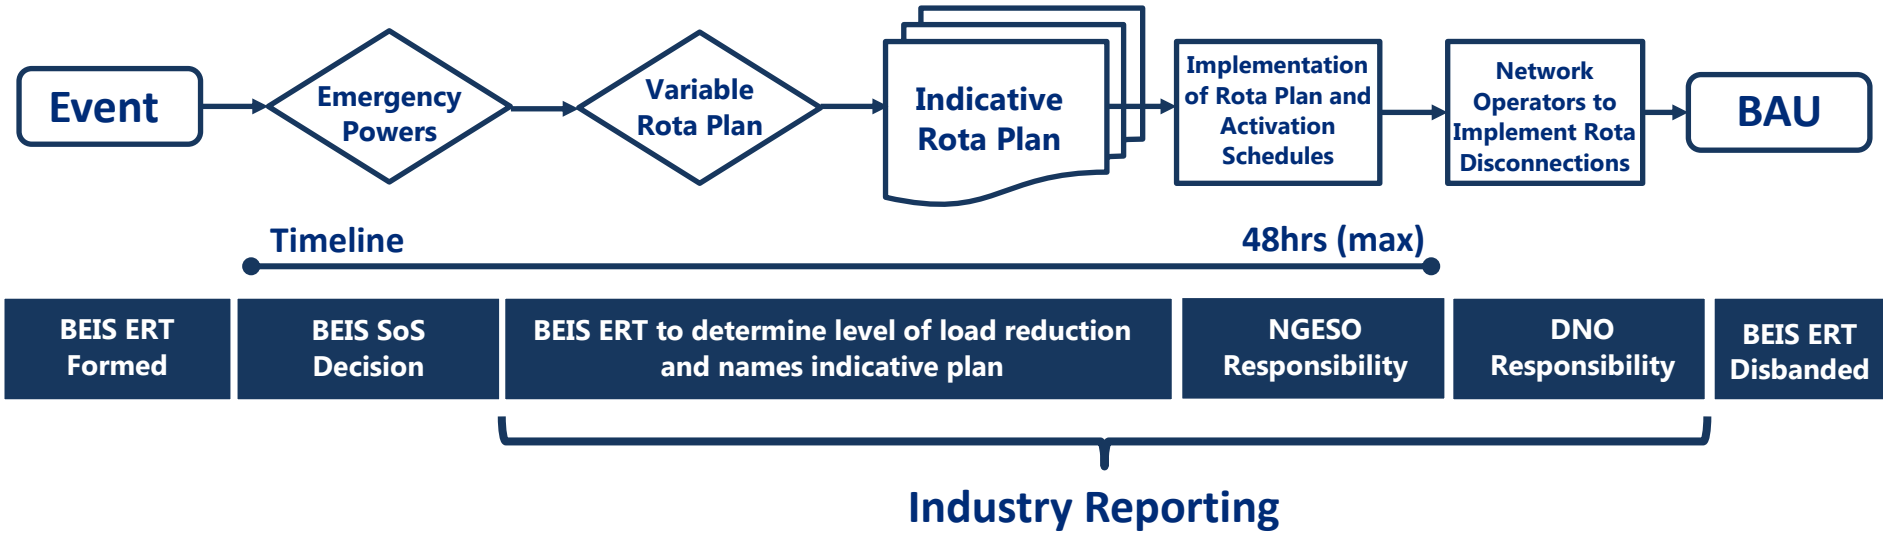 Event
Emergency
Powers
Variable
Rota Plan
Indicative
Rota Plan
Implementation
of Rota Plan and
Activation
Schedules
Network
Operators to
Implement Rota
Disconnections
BAU
Timeline
48hrs (max)
BEIS ERT
Formed
BEIS SoS
Decision
BEIS ERT to determine level of load reduction
and names indicative plan
NGESO
Responsibility
DNO
Responsibility
BEIS ERT
Disbanded
Industry Reporting